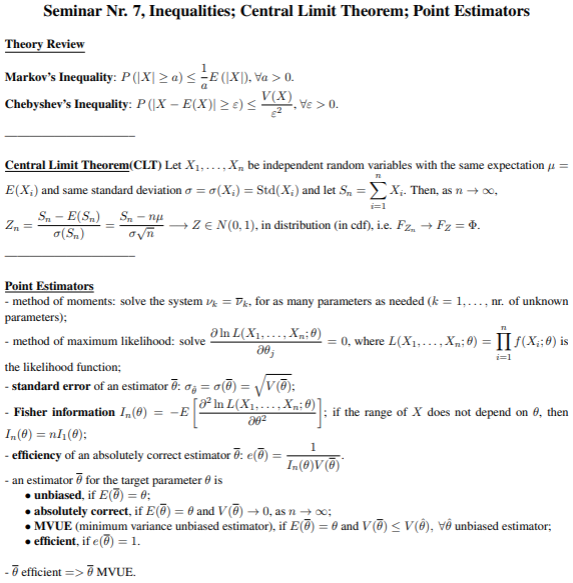 Seminar Nr. 7, Inequalities; Central Limit Theorem; Point Estimators
Theory Review
Markov's Inequality: P (|X| ≥ a) ≤ 1/a E (|X|), ∀a > 0.
Chebyshev's Inequality: P (|X − E(X)| ≥ ε) ≤ V(X)/ε², ∀ε > 0.
Central Limit Theorem(CLT) Let X₁, . . . , Xₙ be independent random variables with the same expectation μ =
E(Xᵢ) and same standard deviation σ = σ(Xᵢ) = Std(Xᵢ) and let Sₙ = ∑ᵢ₌₁ⁿ Xᵢ. Then, as n → ∞,
Zₙ = (Sₙ − E(Sₙ))/σ(Sₙ) = (Sₙ − nμ)/(σ√n) ⟶ Z ∈ N(0, 1), in distribution (in cdf), i.e. F_{Zₙ} → F_Z = Φ.
Point Estimators
- method of moments: solve the system νₖ = ν̅ₖ, for as many parameters as needed (k = 1, . . . , nr. of unknown
parameters);
- method of maximum likelihood: solve ∂ ln L(X₁, . . . , Xₙ; θ)/∂θⱼ = 0, where L(X₁, . . . , Xₙ; θ) = ∏ᵢ₌₁ⁿ f(Xᵢ; θ) is
the likelihood function;
- standard error of an estimator θ̅: σ_θ̂ = σ(θ̅) = √V(θ̅);
- Fisher information Iₙ(θ) = −E [∂² ln L(X₁, . . . , Xₙ; θ)/∂θ²]; if the range of X does not depend on θ, then
Iₙ(θ) = nI₁(θ);
- efficiency of an absolutely correct estimator θ̅: e(θ̅) = 1/(Iₙ(θ)V(θ̅)).
- an estimator θ̅ for the target parameter θ is
• unbiased, if E(θ̅) = θ;
• absolutely correct, if E(θ̅) = θ and V(θ̅) → 0, as n → ∞;
• MVUE (minimum variance unbiased estimator), if E(θ̅) = θ and V(θ̅) ≤ V(θ̂), ∀θ̂ unbiased estimator;
• efficient, if e(θ̅) = 1.
- θ̅ efficient => θ̅ MVUE.